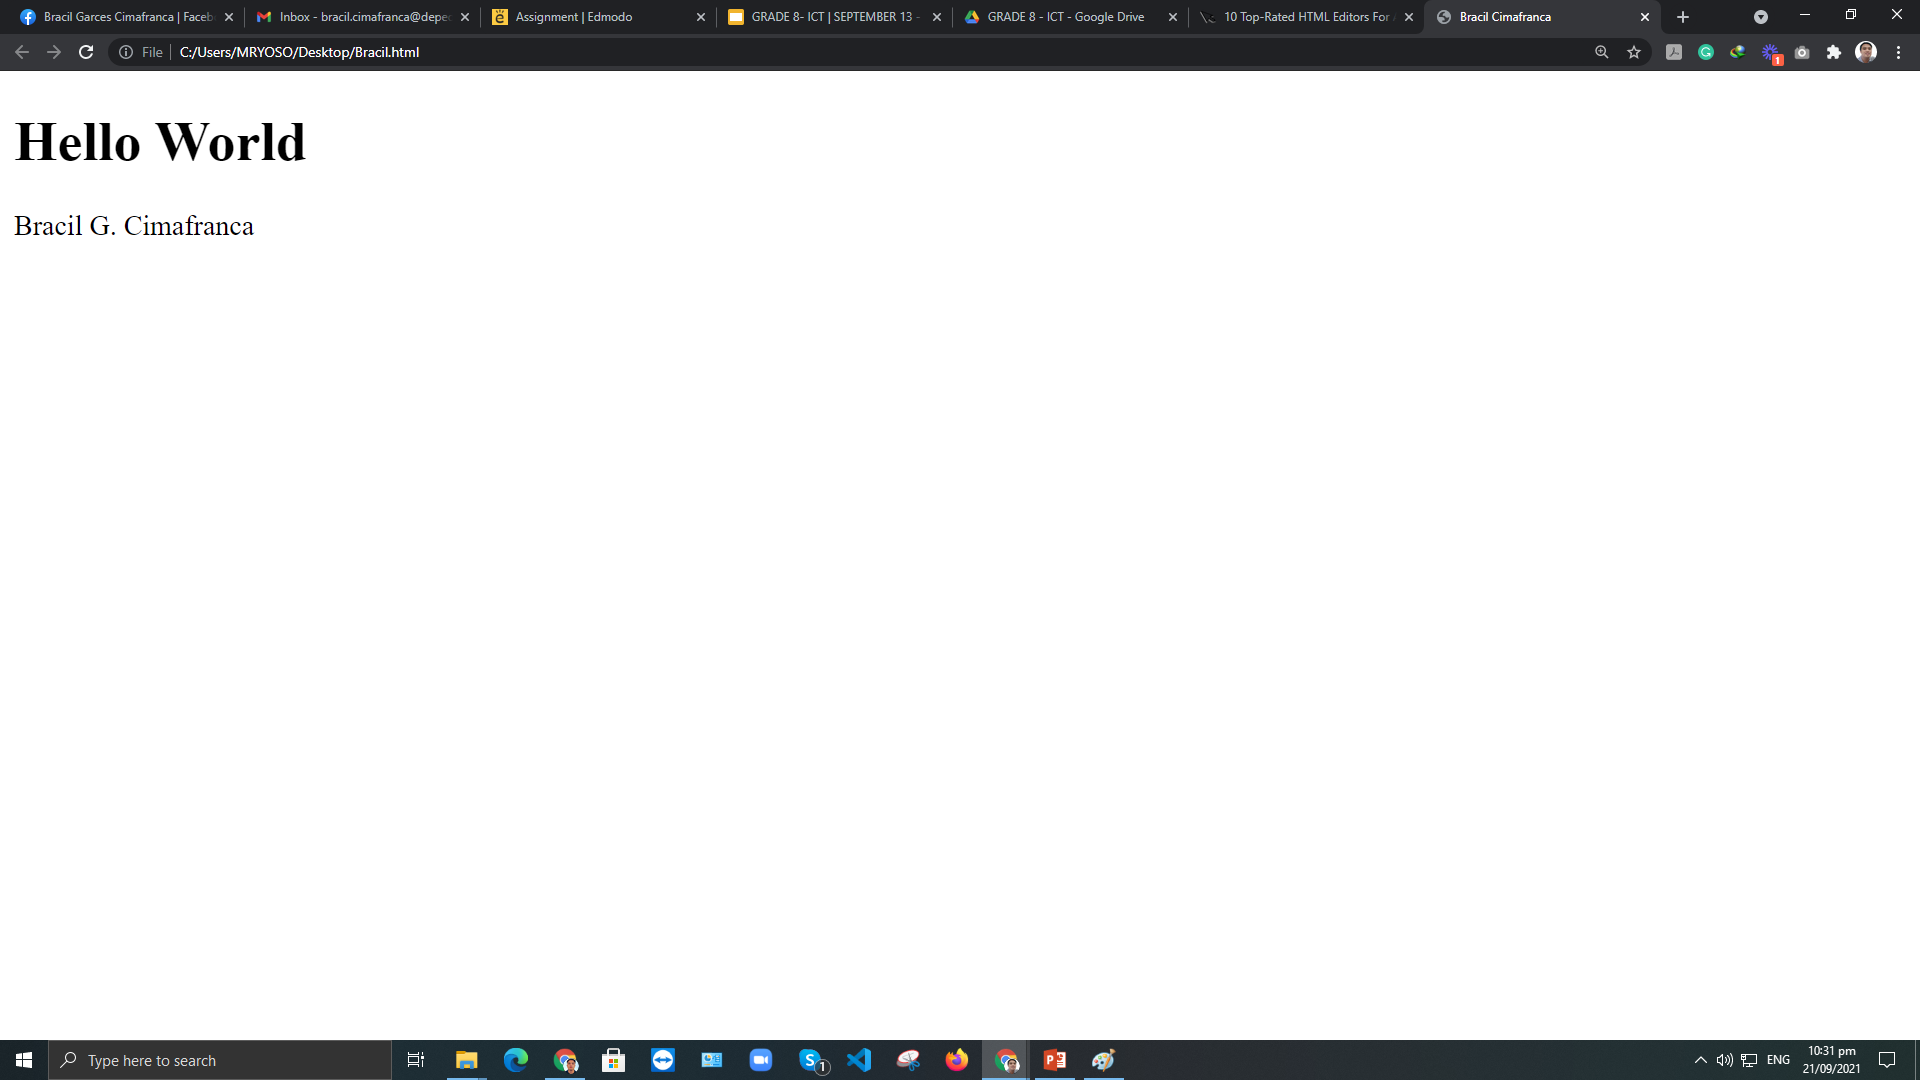 Bracil Garces Cimafranca | Faceb
Inbox - bracil.cimafranca@depe
Assignment | Edmodo
GRADE 8- ICT | SEPTEMBER 13 -
GRADE 8 - ICT - Google Drive
10 Top-Rated HTML Editors For
Bracil Cimafranca
File
C:/Users/MRYOSO/Desktop/Bracil.html
1
Hello World
Bracil G. Cimafranca
Type here to search
1
ENG
10:31 pm
21/09/2021